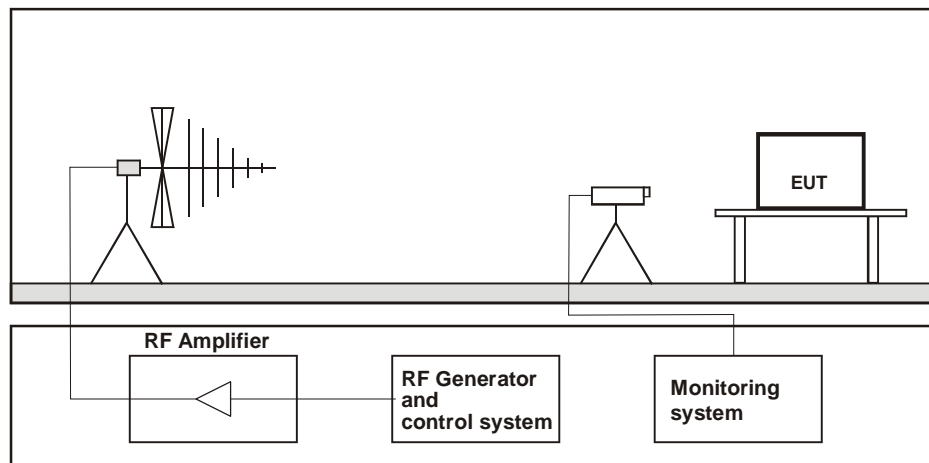 EUT
RF Amplifier
RF Generator
and
control system
Monitoring
system